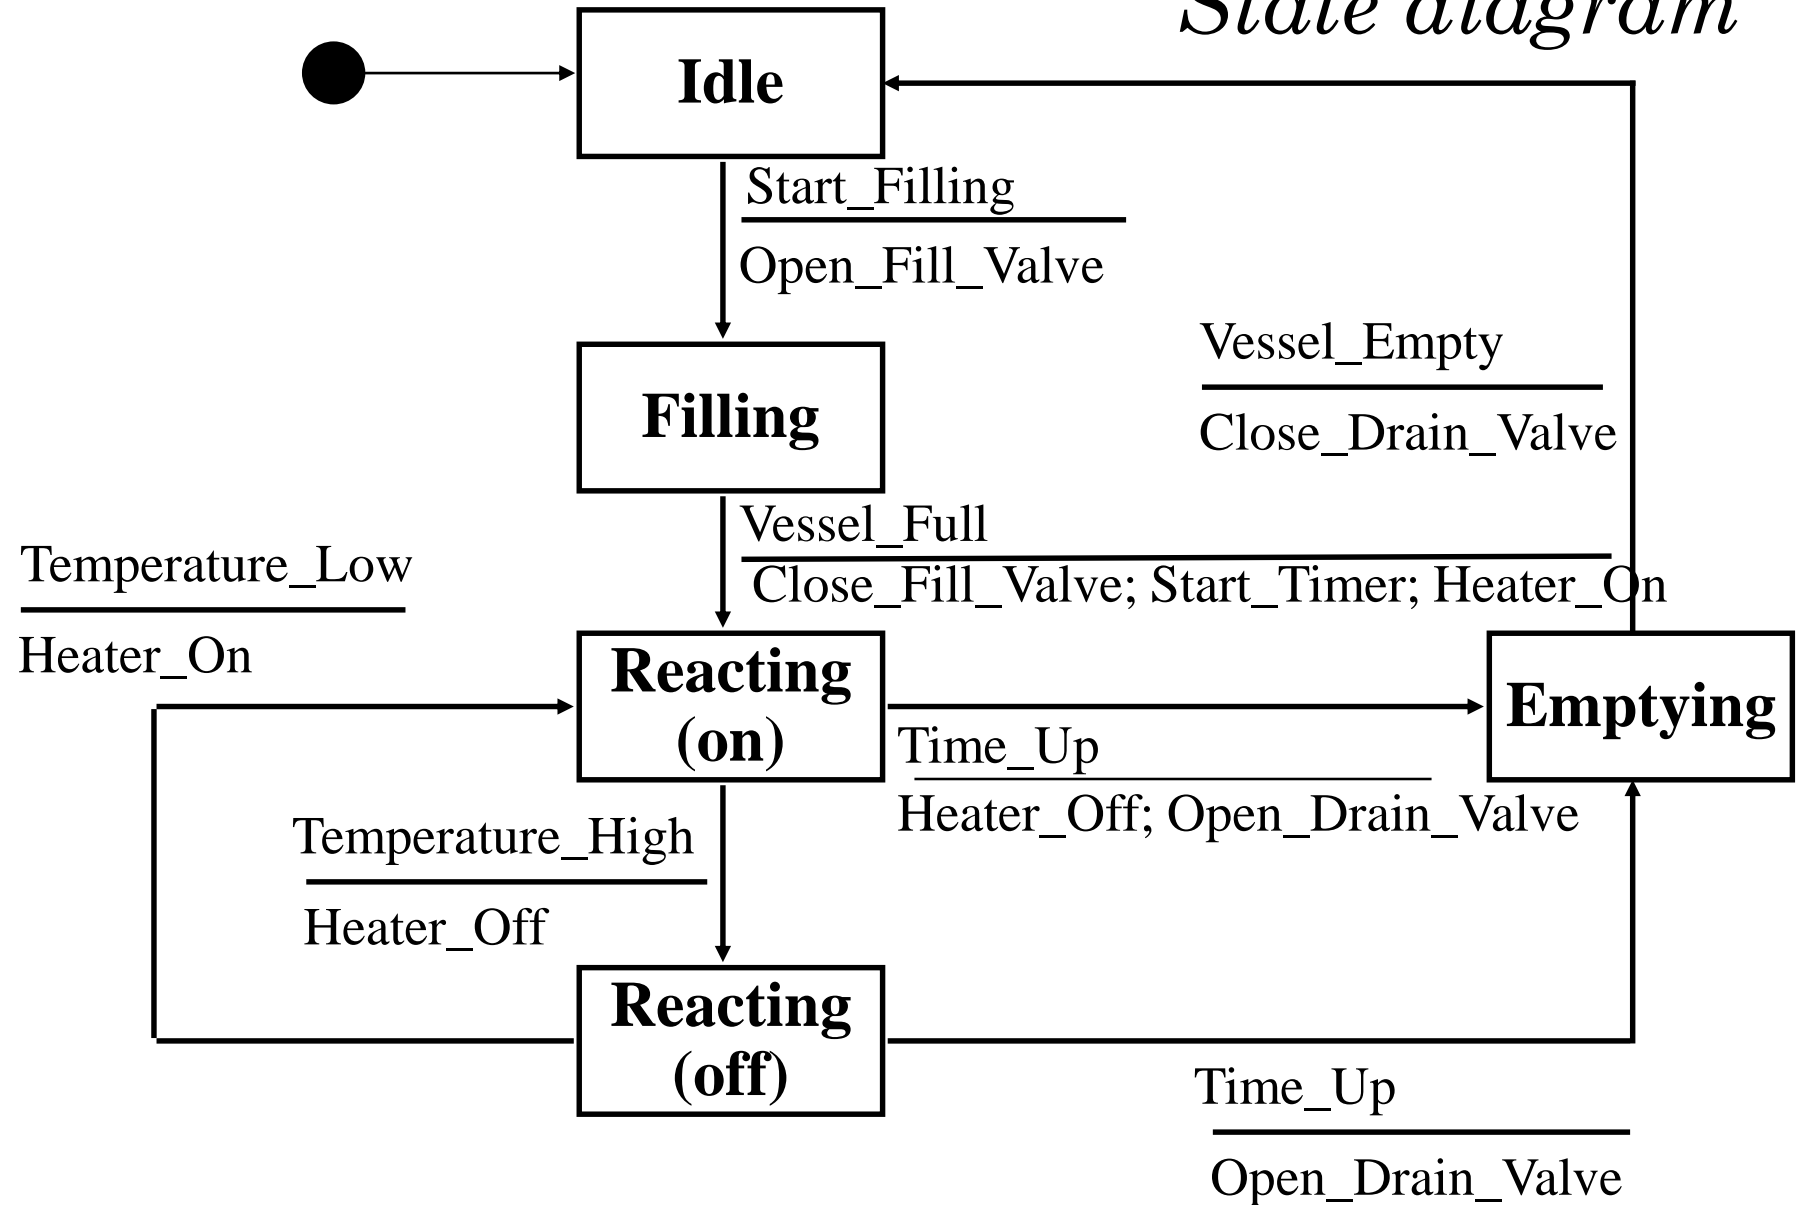 State diagram
Idle
Start_Filling
Open_Fill_Valve
Vessel_Empty
Close_Drain_Valve
Filling
Vessel_Full
Close_Fill_Valve; Start_Timer; Heater_On
Temperature_Low
Heater_On
Reacting
(on)
Emptying
Time_Up
Heater_Off; Open_Drain_Valve
Temperature_High
Heater_Off
Reacting
(off)
Time_Up
Open_Drain_Valve